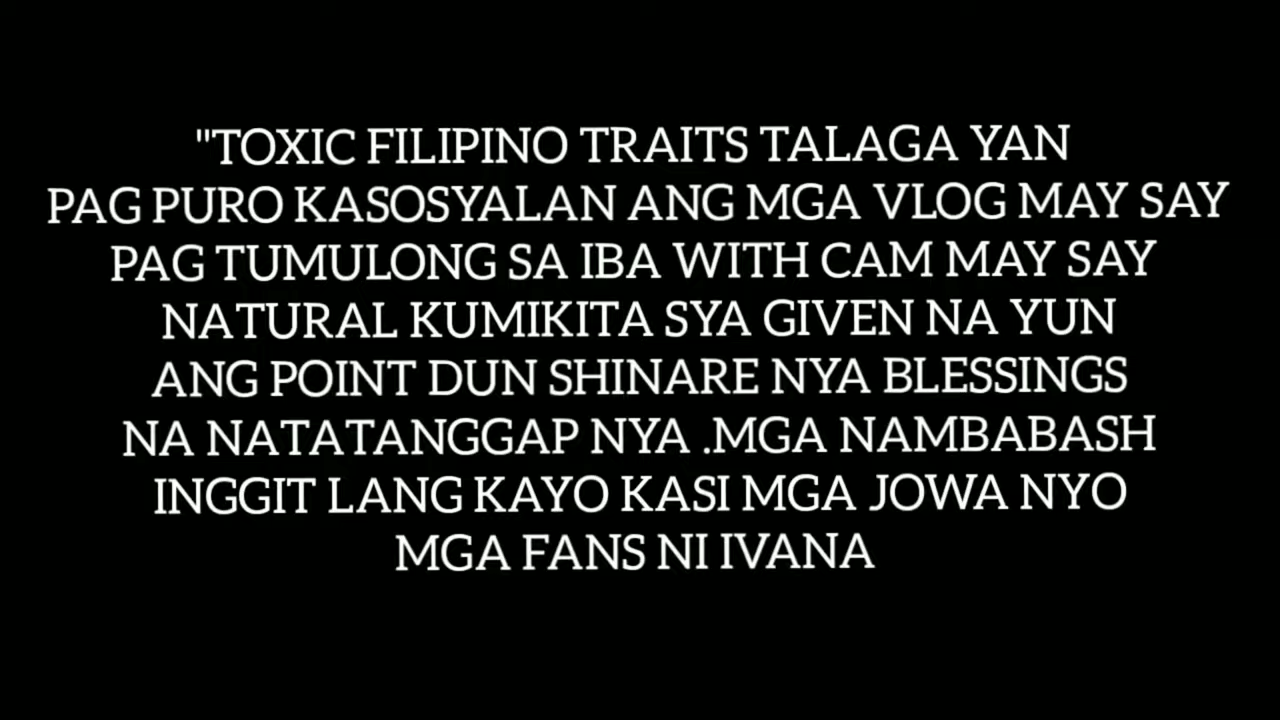 "TOXIC FILIPINO TRAITS TALAGA YAN
PAG PURO KASOSYALAN ANG MGA VLOG MAY SAY
PAG TUMULONG SA IBA WITH CAM MAY SAY
NATURAL KUMIKITA SYA GIVEN NA YUN
ANG POINT DUN SHINARE NYA BLESSINGS
NA NATATANGGAP NYA .MGA NAMBABASH
INGGIT LANG KAYO KASI MGA JOWA NYO
MGA FANS NI IVANA